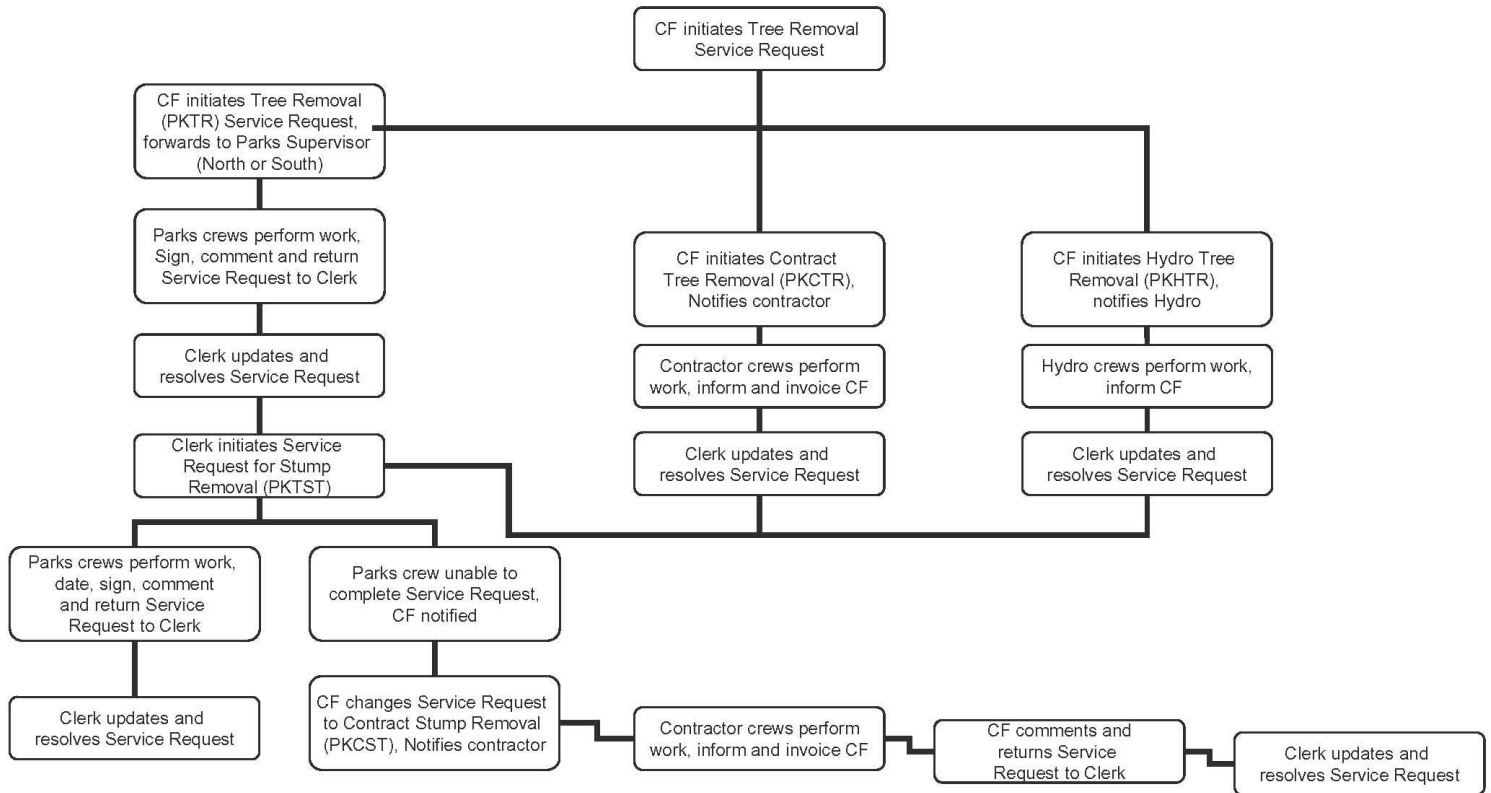 CF initiates Tree Removal
Service Request
CF initiates Tree Removal
(PKTR) Service Request,
forwards to Parks Supervisor
(North or South)
Parks crews perform work,
Sign, comment and return
Service Request to Clerk
CF initiates Contract
Tree Removal (PKCTR),
Notifies contractor
CF initiates Hydro Tree
Removal (PKHTR),
notifies Hydro
Clerk updates and
resolves Service Request
Contractor crews perform
work, inform and invoice CF
Hydro crews perform work,
inform CF
Clerk initiates Service
Request for Stump
Removal (PKTST)
Clerk updates and
resolves Service Request
Clerk updates and
resolves Service Request
Parks crews perform work,
date, sign, comment
and return Service
Request to Clerk
Parks crew unable to
complete Service Request,
CF notified
Clerk updates and
resolves Service Request
CF changes Service Request
to Contract Stump Removal
(PKCST), Notifies contractor
Contractor crews perform
work, inform and invoice CF
CF comments and
returns Service
Request to Clerk
Clerk updates and
resolves Service Request